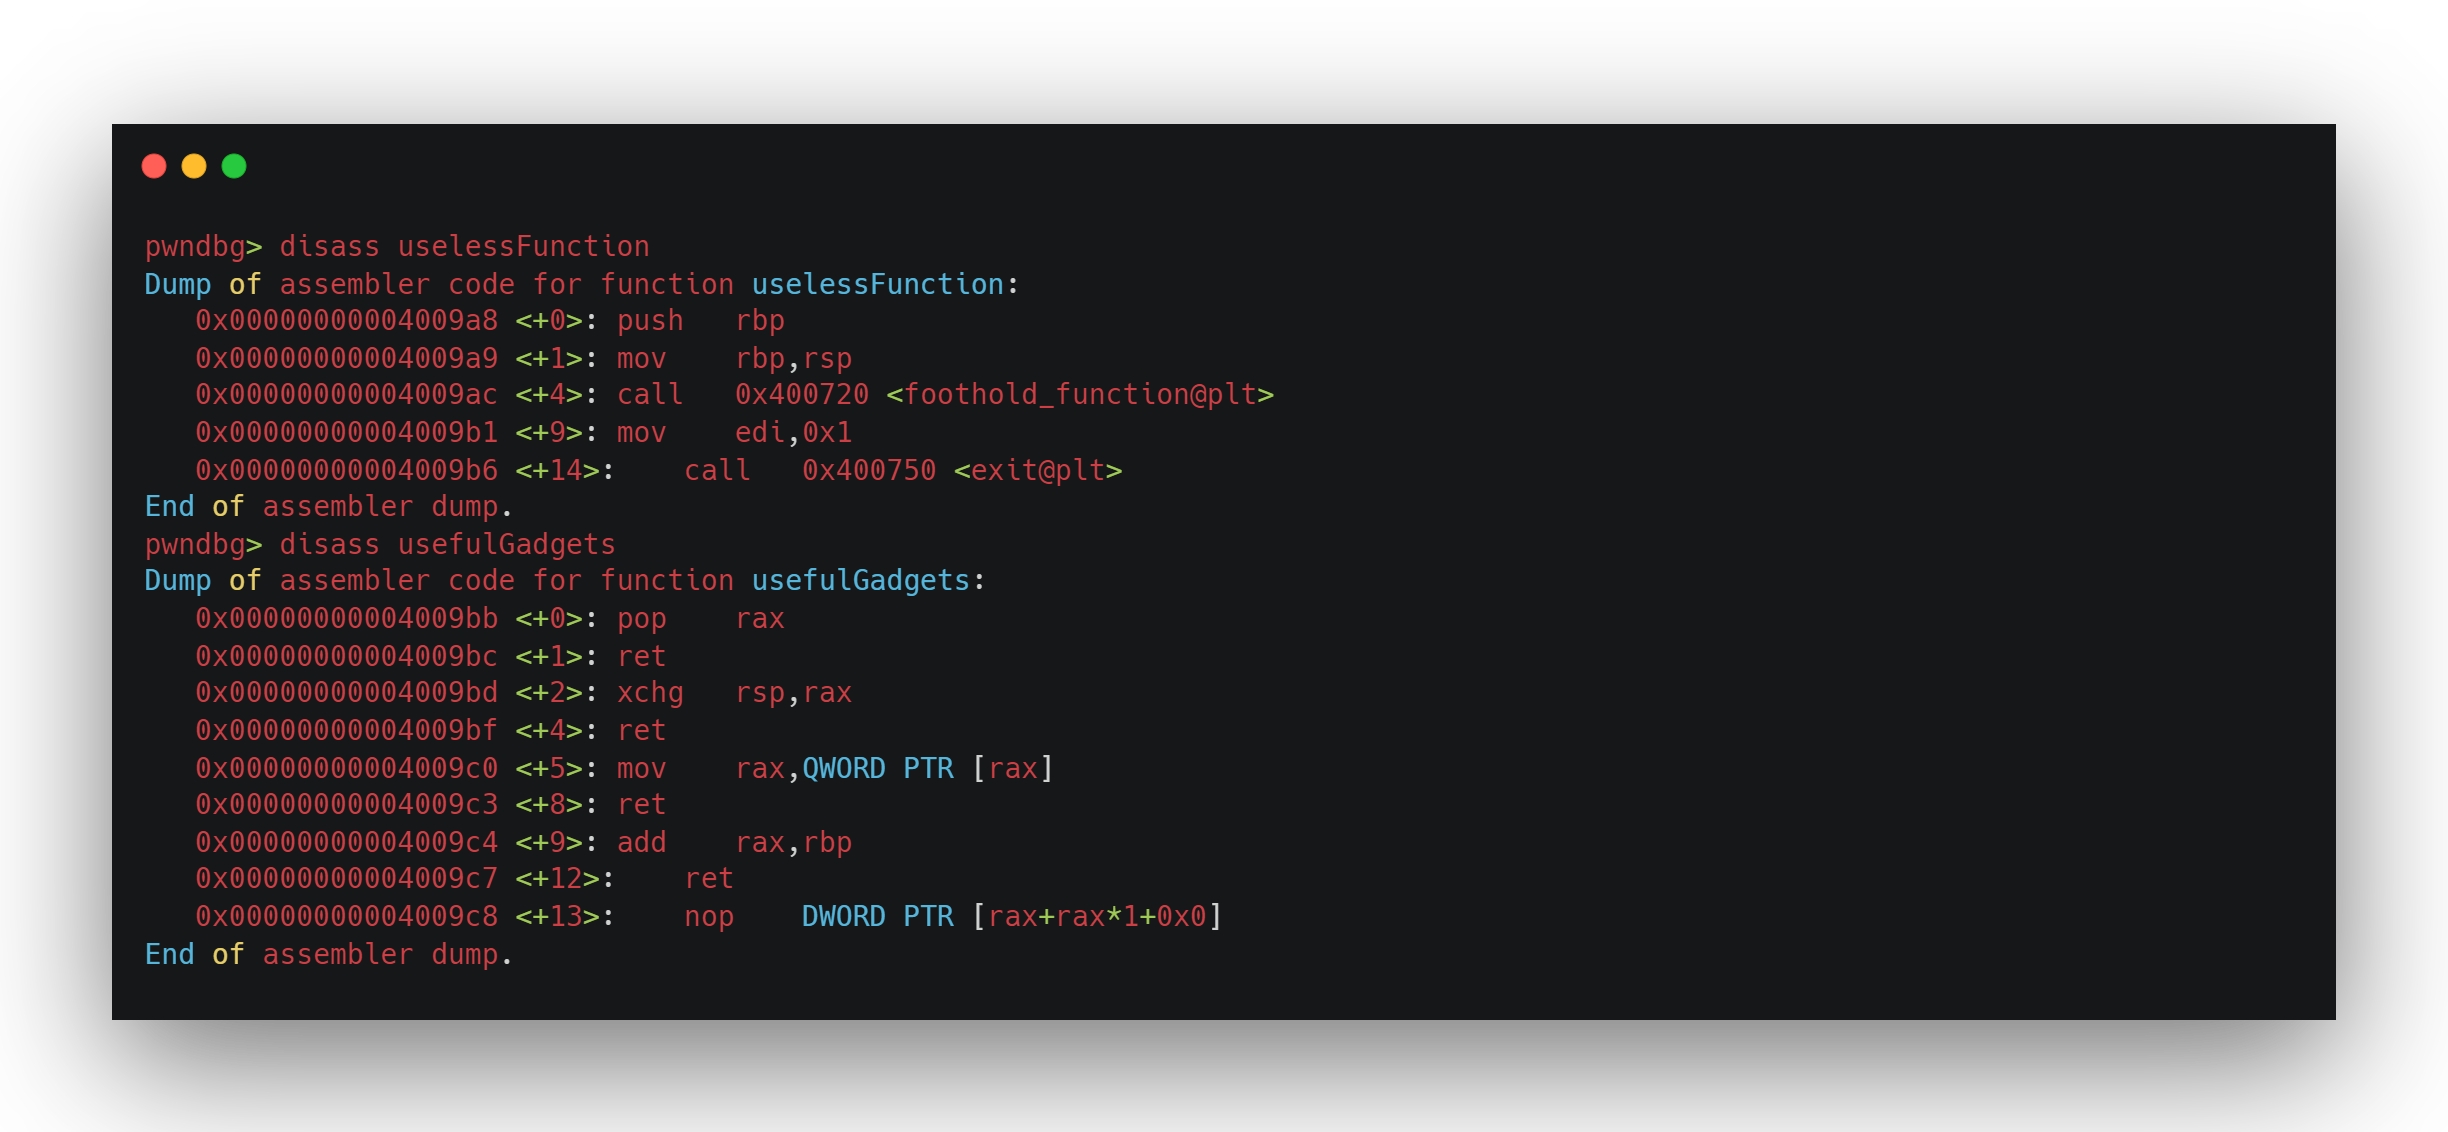 pwndbg> disass uselessFunction
Dump of assembler code for function uselessFunction:
   0x00000000004009a8 <+0>: push   rbp
   0x00000000004009a9 <+1>: mov    rbp,rsp
   0x00000000004009ac <+4>: call   0x400720 <foothold_function@plt>
   0x00000000004009b1 <+9>: mov    edi,0x1
   0x00000000004009b6 <+14>:    call   0x400750 <exit@plt>
End of assembler dump.
pwndbg> disass usefulGadgets
Dump of assembler code for function usefulGadgets:
   0x00000000004009bb <+0>: pop    rax
   0x00000000004009bc <+1>: ret
   0x00000000004009bd <+2>: xchg   rsp,rax
   0x00000000004009bf <+4>: ret
   0x00000000004009c0 <+5>: mov    rax,QWORD PTR [rax]
   0x00000000004009c3 <+8>: ret
   0x00000000004009c4 <+9>: add    rax,rbp
   0x00000000004009c7 <+12>:    ret
   0x00000000004009c8 <+13>:    nop    DWORD PTR [rax+rax*1+0x0]
End of assembler dump.